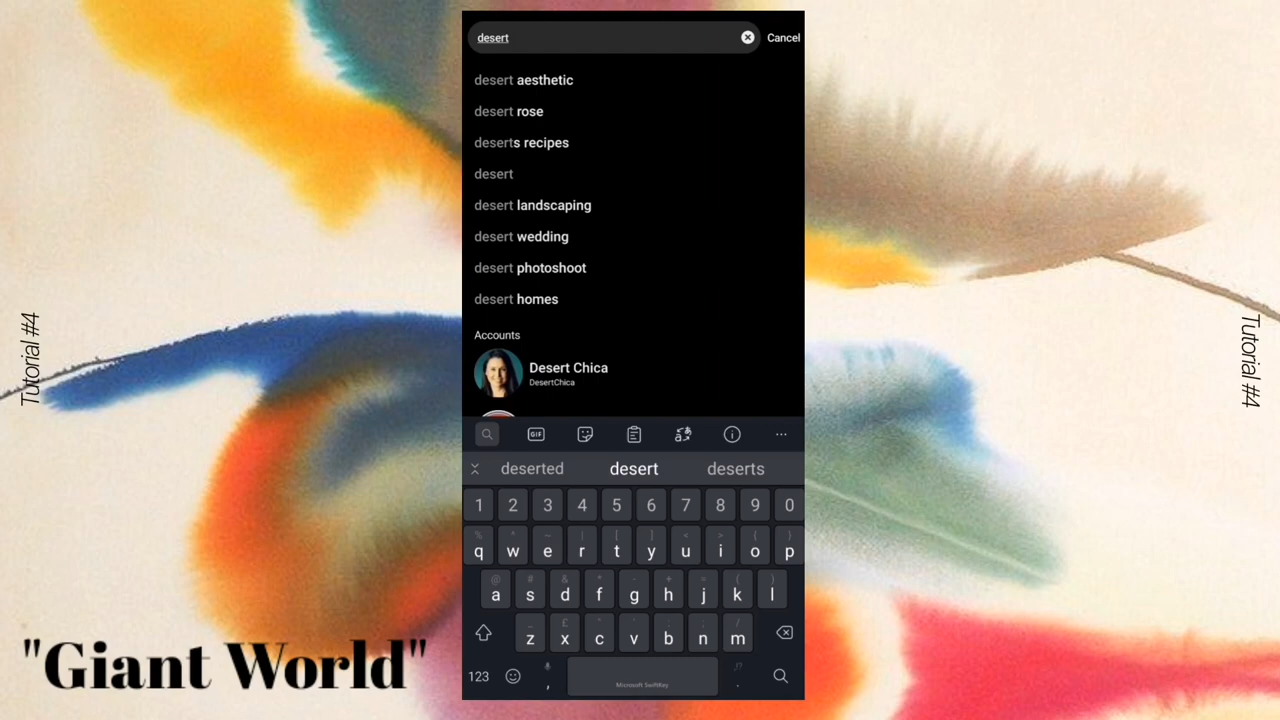 desert
Cancel
desert aesthetic
desert rose
deserts recipes
desert
desert landscaping
desert wedding
desert photoshoot
desert homes
Accounts
Desert Chica
DesertChica
GIF
deserted desert deserts
1 2 3 4 5 6 7 8 9 0
q w e r t y u i o p
a s d f g h j k l
z x c v b n m
123 , .
Microsoft SwiftKey
Tutorial #4
Tutorial #4
"Giant World"